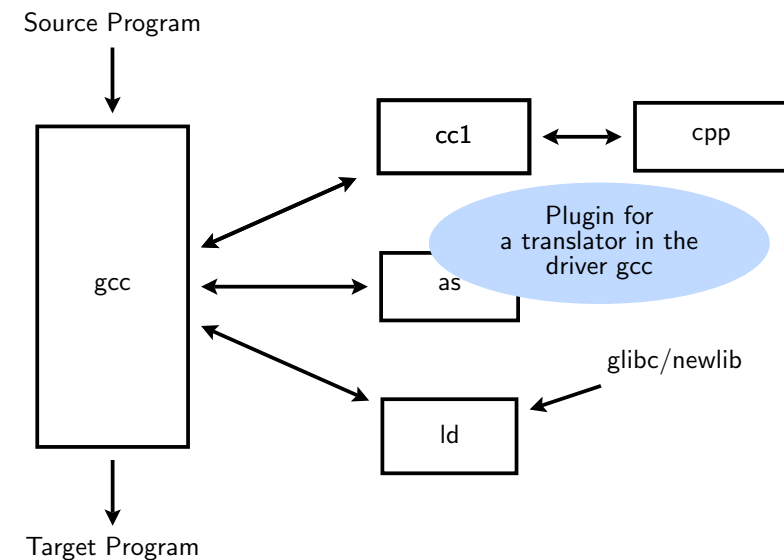 Source Program
cc1
cpp
Plugin for
a translator in the
driver gcc
gcc
as
glibc/newlib
ld
Target Program